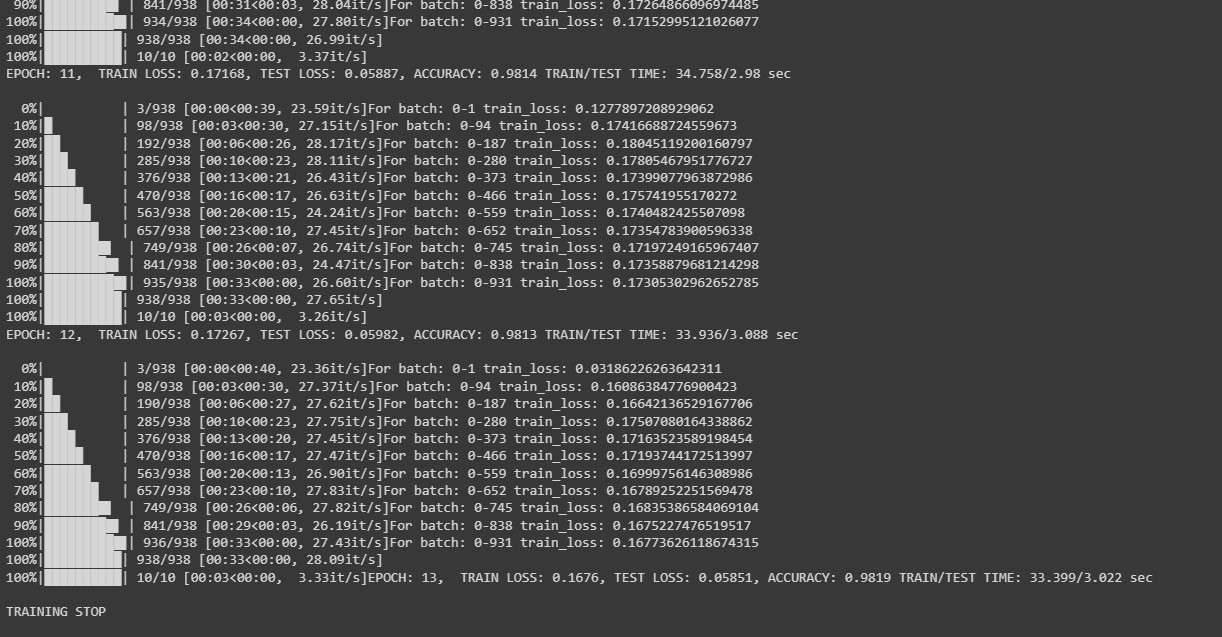 90%|█████████ | 841/938 [00:31<00:03, 28.04it/s]For batch: 0-838 train_loss: 0.17264866096974485
100%|█████████▉| 934/938 [00:34<00:00, 27.80it/s]For batch: 0-931 train_loss: 0.17152995121026077
100%|██████████| 938/938 [00:34<00:00, 26.99it/s]
100%|██████████| 10/10 [00:02<00:00,  3.37it/s]
EPOCH: 11,  TRAIN LOSS: 0.17168, TEST LOSS: 0.05887, ACCURACY: 0.9814 TRAIN/TEST TIME: 34.758/2.98 sec
0%|          | 3/938 [00:00<00:39, 23.59it/s]For batch: 0-1 train_loss: 0.1277897208929062
10%|█         | 98/938 [00:03<00:30, 27.15it/s]For batch: 0-94 train_loss: 0.17416688724559673
20%|██        | 192/938 [00:06<00:26, 28.17it/s]For batch: 0-187 train_loss: 0.18045119200160797
30%|███       | 285/938 [00:10<00:23, 28.11it/s]For batch: 0-280 train_loss: 0.17805467951776727
40%|████      | 376/938 [00:13<00:21, 26.43it/s]For batch: 0-373 train_loss: 0.17399077963872986
50%|█████     | 470/938 [00:16<00:17, 26.63it/s]For batch: 0-466 train_loss: 0.175741955170272
60%|██████    | 563/938 [00:20<00:15, 24.24it/s]For batch: 0-559 train_loss: 0.1740482425507098
70%|███████   | 657/938 [00:23<00:10, 27.45it/s]For batch: 0-652 train_loss: 0.17354783900596338
80%|████████  | 749/938 [00:26<00:07, 26.74it/s]For batch: 0-745 train_loss: 0.17197249165967407
90%|█████████ | 841/938 [00:30<00:03, 24.47it/s]For batch: 0-838 train_loss: 0.17358879681214298
100%|█████████▉| 935/938 [00:33<00:00, 26.60it/s]For batch: 0-931 train_loss: 0.17305302962652785
100%|██████████| 938/938 [00:33<00:00, 27.65it/s]
100%|██████████| 10/10 [00:03<00:00,  3.26it/s]
EPOCH: 12,  TRAIN LOSS: 0.17267, TEST LOSS: 0.05982, ACCURACY: 0.9813 TRAIN/TEST TIME: 33.936/3.088 sec
0%|          | 3/938 [00:00<00:40, 23.36it/s]For batch: 0-1 train_loss: 0.03186226263642311
10%|█         | 98/938 [00:03<00:30, 27.37it/s]For batch: 0-94 train_loss: 0.16086384776900423
20%|██        | 190/938 [00:06<00:27, 27.62it/s]For batch: 0-187 train_loss: 0.16642136529167706
30%|███       | 285/938 [00:10<00:23, 27.75it/s]For batch: 0-280 train_loss: 0.17507080164338862
40%|████      | 376/938 [00:13<00:20, 27.45it/s]For batch: 0-373 train_loss: 0.17163523589198454
50%|█████     | 470/938 [00:16<00:17, 27.47it/s]For batch: 0-466 train_loss: 0.17193744172513997
60%|██████    | 563/938 [00:20<00:13, 26.90it/s]For batch: 0-559 train_loss: 0.16999756146308986
70%|███████   | 657/938 [00:23<00:10, 27.83it/s]For batch: 0-652 train_loss: 0.16789252251569478
80%|████████  | 749/938 [00:26<00:06, 27.82it/s]For batch: 0-745 train_loss: 0.16835386584069104
90%|█████████ | 841/938 [00:29<00:03, 26.19it/s]For batch: 0-838 train_loss: 0.1675227476519517
100%|█████████▉| 936/938 [00:33<00:00, 27.43it/s]For batch: 0-931 train_loss: 0.16773626118674315
100%|██████████| 938/938 [00:33<00:00, 28.09it/s]
100%|██████████| 10/10 [00:03<00:00,  3.33it/s]EPOCH: 13,  TRAIN LOSS: 0.1676, TEST LOSS: 0.05851, ACCURACY: 0.9819 TRAIN/TEST TIME: 33.399/3.022 sec
TRAINING STOP